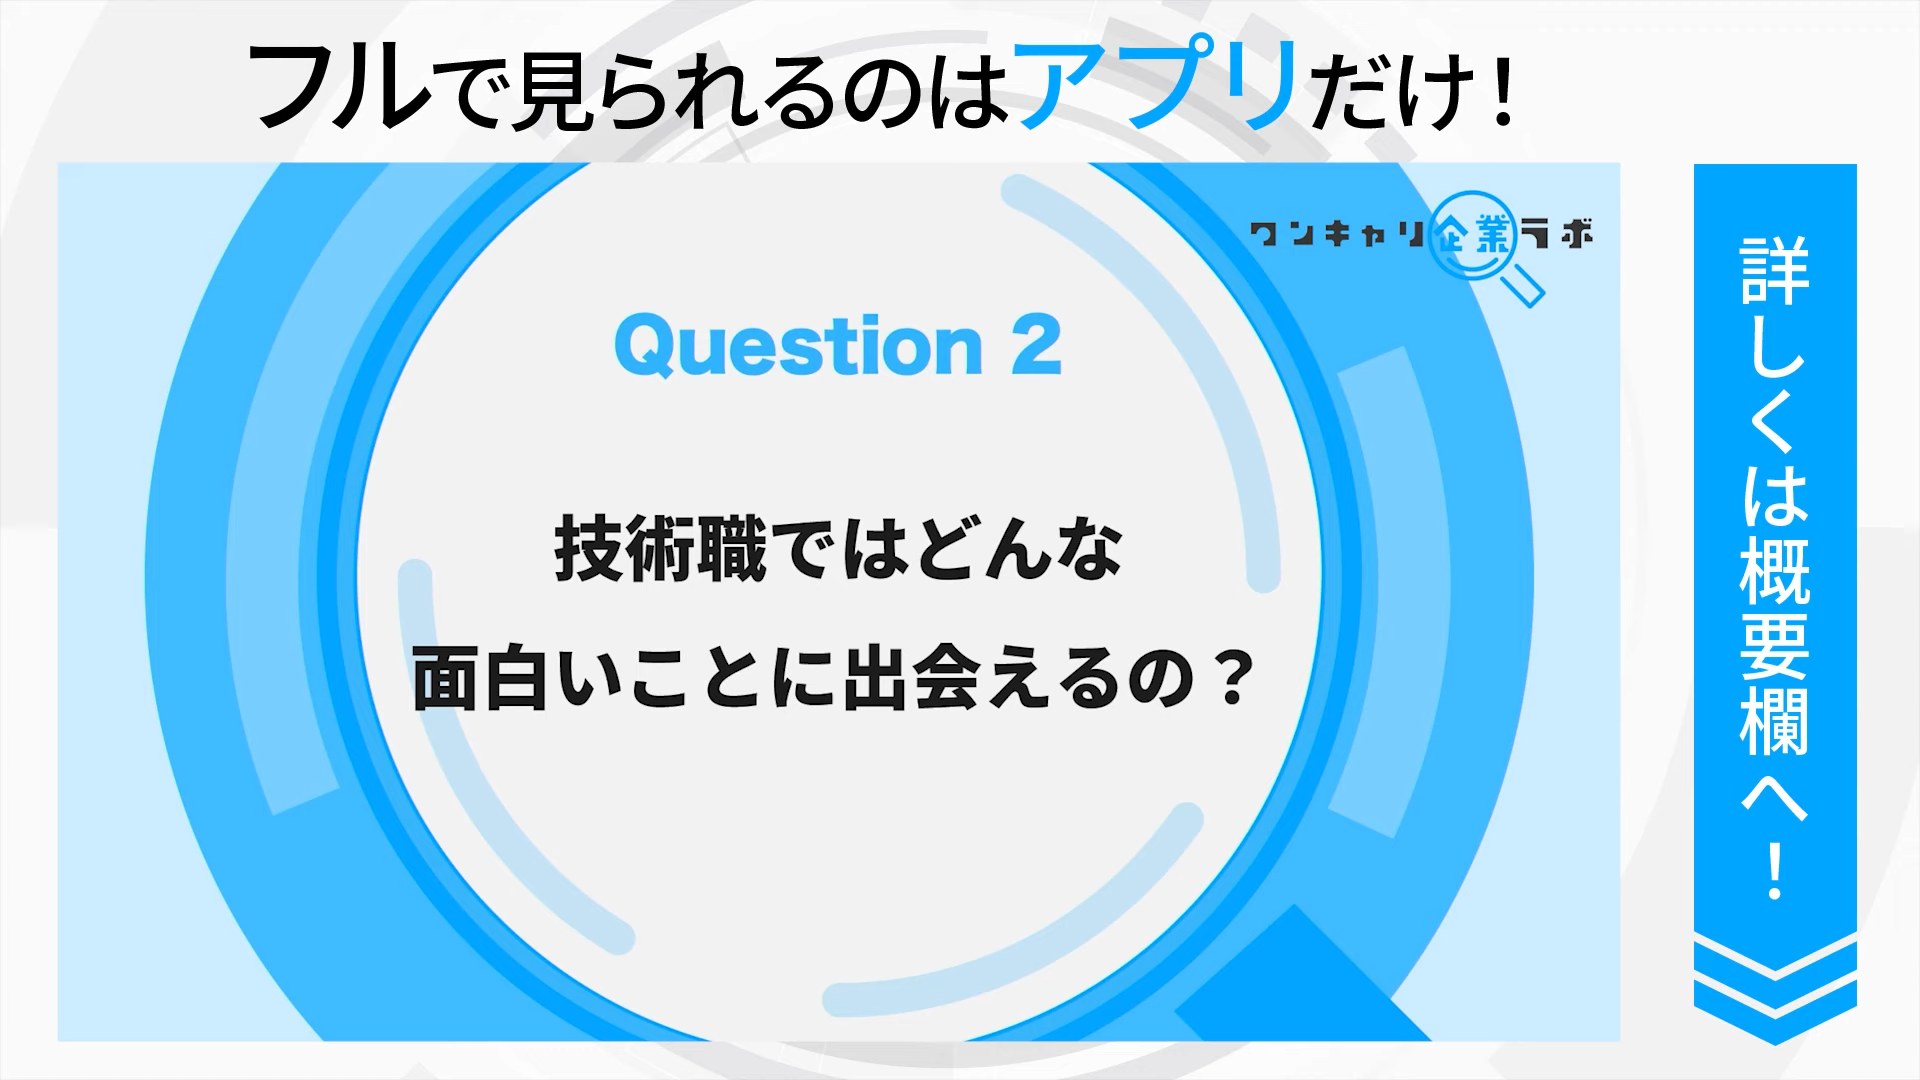 フルで見られるのはアプリだけ!
ワンキャリ企業ラボ
Question 2
技術職ではどんな
面白いことに出会えるの?
詳しくは概要欄へ!